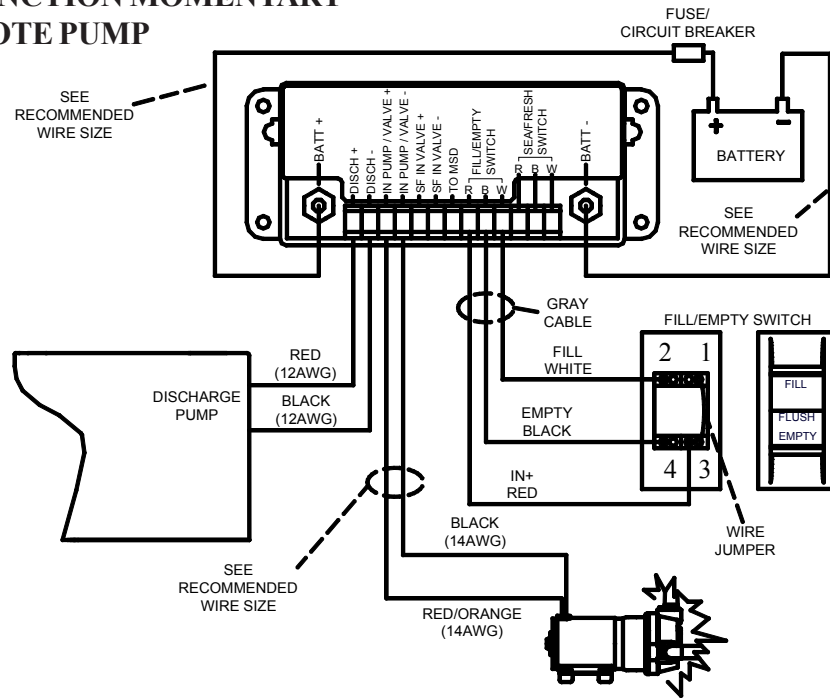 OTE PUMP
FUSE/
CIRCUIT BREAKER
SEE
RECOMMENDED
WIRE SIZE
BATT +
DISCH +
DISCH -
IN PUMP / VALVE +
IN PUMP / VALVE -
SF IN VALVE +
SF IN VALVE -
TO MSD
FILL/EMPTY
SWITCH
R B W
SEA/FRESH
SWITCH
R B W
BATT -
+ –
BATTERY
SEE
RECOMMENDED
WIRE SIZE
GRAY
CABLE
FILL/EMPTY SWITCH
RED
(12AWG)
DISCHARGE
PUMP
BLACK
(12AWG)
FILL
WHITE
2 1
FILL
FLUSH
EMPTY
EMPTY
BLACK
4 3
IN+
RED
WIRE
JUMPER
BLACK
(14AWG)
SEE
RECOMMENDED
WIRE SIZE
RED/ORANGE
(14AWG)